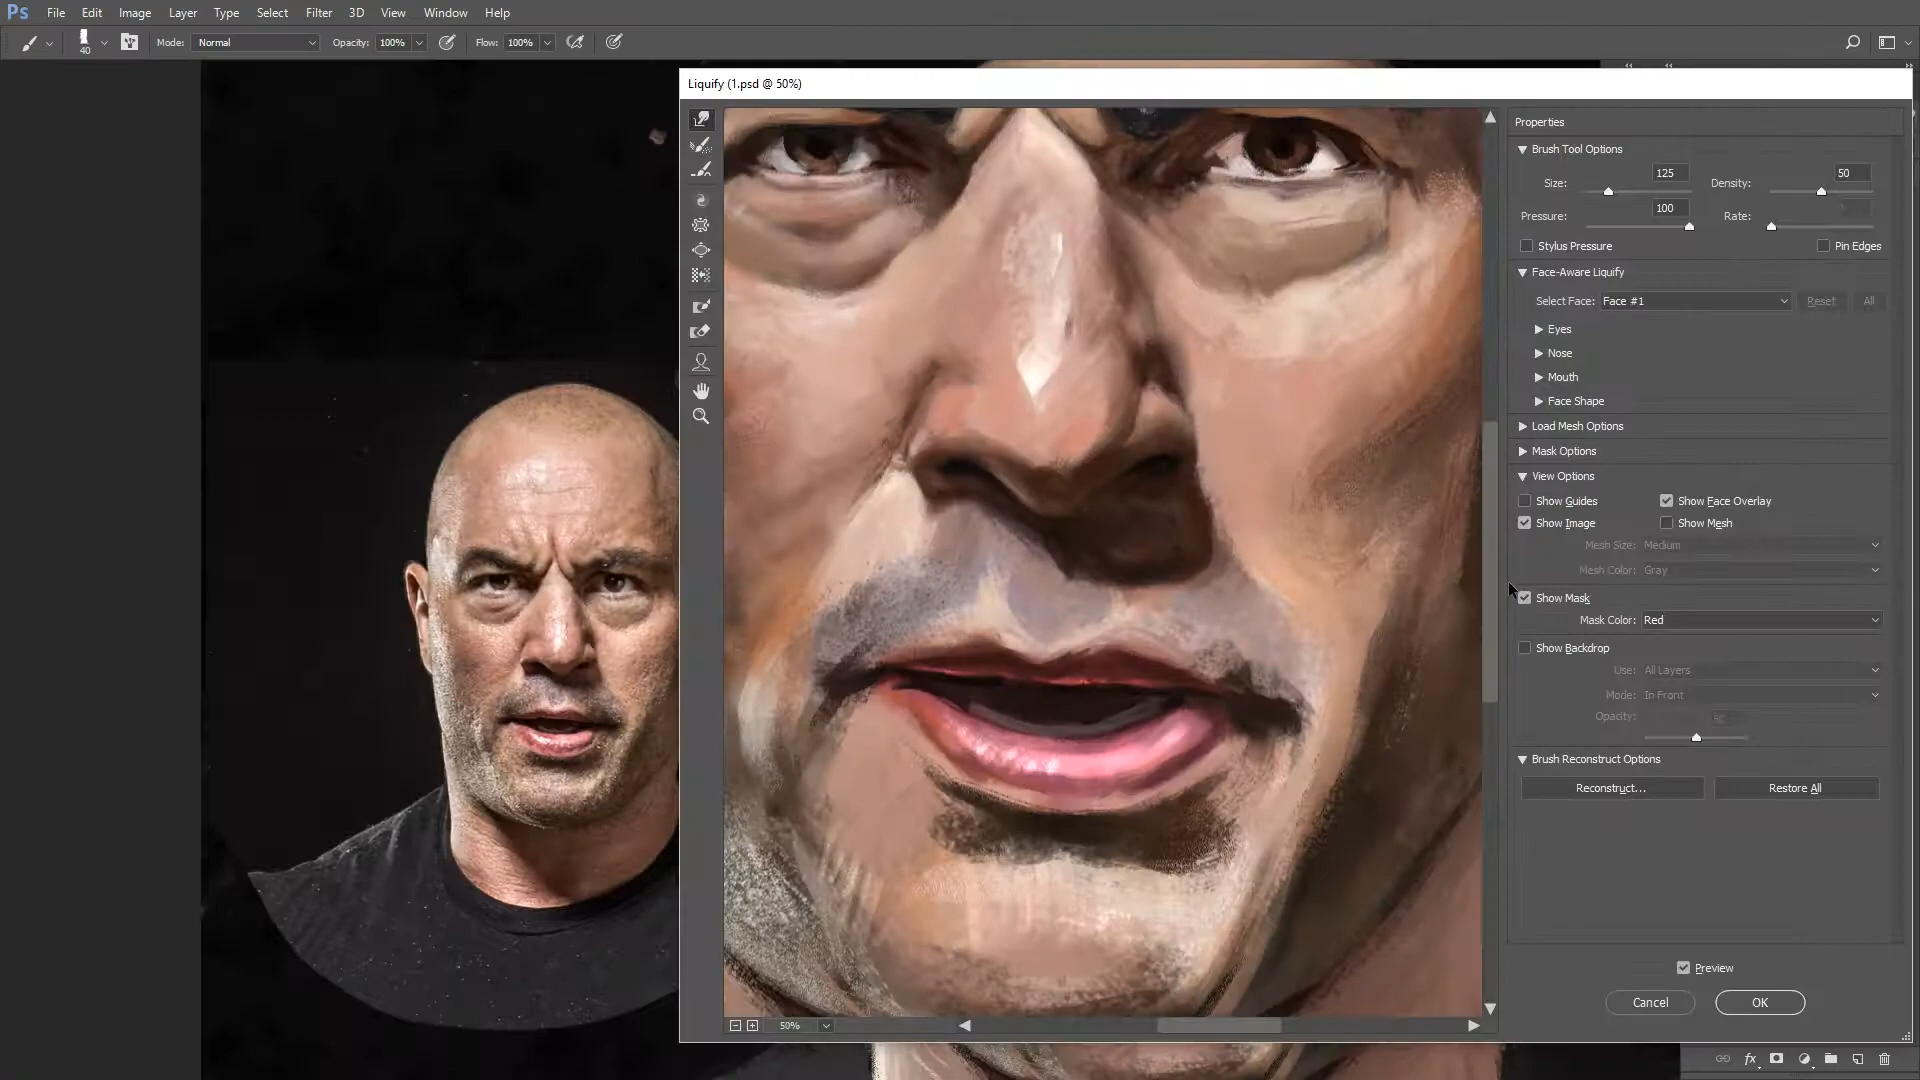 Ps File Edit Image Layer Type Select Filter 3D View Window Help
40 Mode: Normal Opacity: 100% Flow: 100%
Liquify (1.psd @ 50%)
Properties
Brush Tool Options
Size: 125 Density: 50
Pressure: 100 Rate:
Stylus Pressure Pin Edges
Face-Aware Liquify
Select Face: Face #1 Reset All
Eyes
Nose
Mouth
Face Shape
Load Mesh Options
Mask Options
View Options
Show Guides Show Face Overlay
Show Image Show Mesh
Mesh Size: Medium
Mesh Color: Gray
Show Mask
Mask Color: Red
Show Backdrop
Use: All Layers
Mode: In Front
Opacity:
Brush Reconstruct Options
Reconstruct... Restore All
Preview
Cancel OK
50%
fx